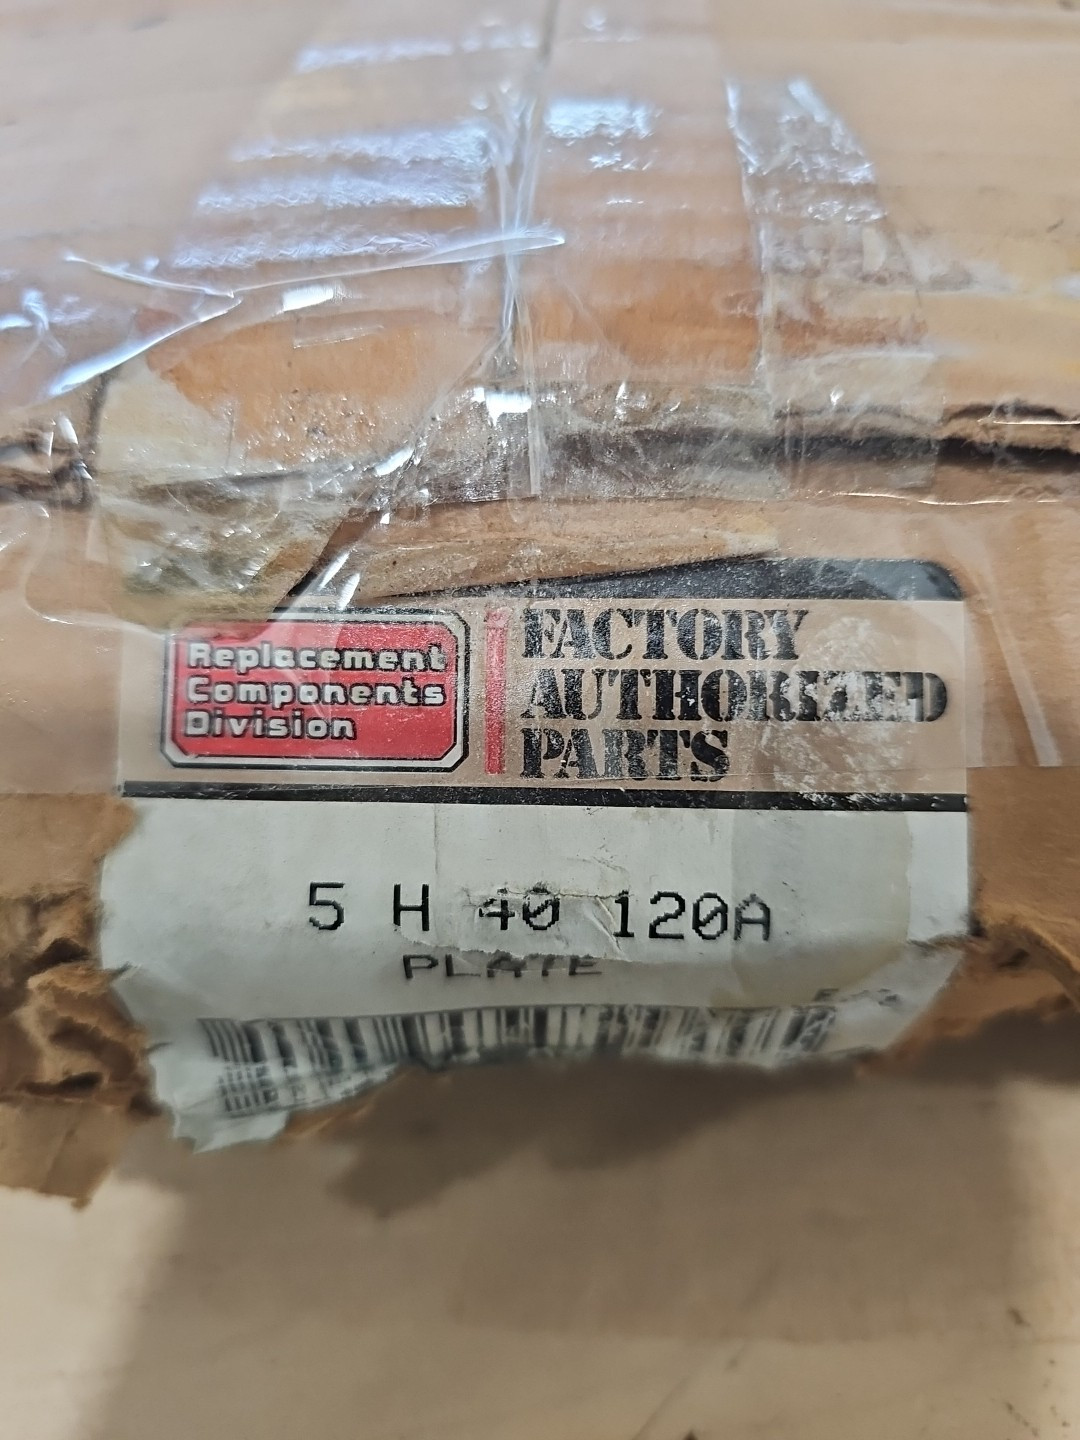 Replacement
Components
Division
FACTORY
AUTHORIZED
PARTS
5 H 40 120A
PLATE